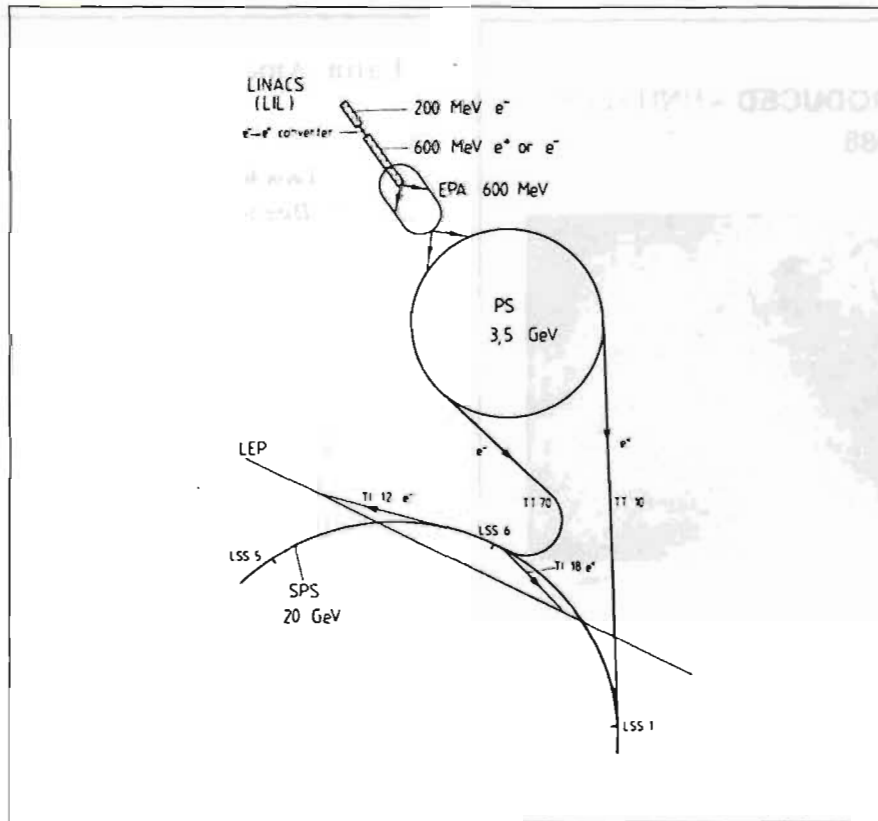 LINACS
(LIL)
200 MeV e⁻
e⁻→e⁺ converter
600 MeV e⁺ or e⁻
EPA 600 MeV
PS
3,5 GeV
LEP
e⁻
e⁺
TI 12 e⁻
TT 70
TT 10
LSS 6
LSS 5
TI 18 e⁺
SPS
20 GeV
LSS 1